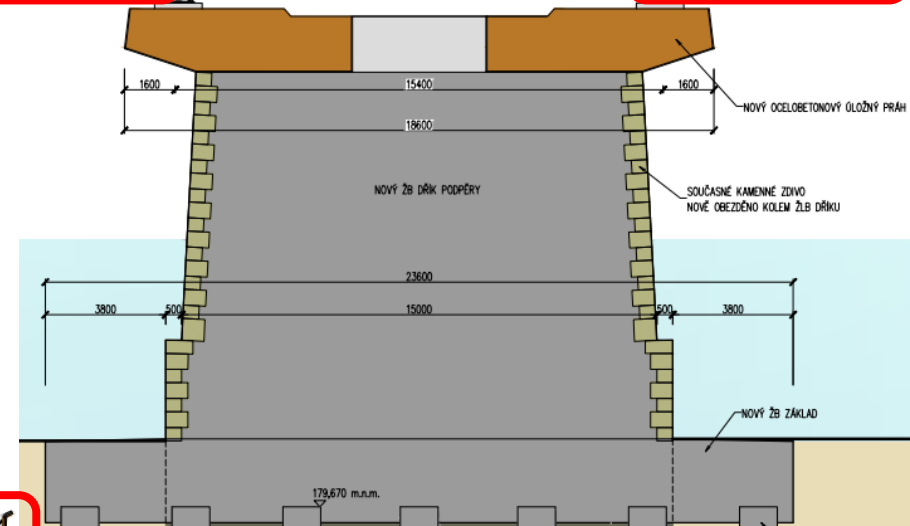 1600 15400 1600
18600
NOVÝ OCELOBETONOVÝ ÚLOŽNÝ PRÁH
NOVÝ ŽB DŘÍK PODPĚRY
SOUČASNÉ KAMENNÉ ZDIVO
NOVĚ OBEZDĚNO KOLEM ŽLB DŘÍKU
23600
3800 500 15000 500 3800
NOVÝ ŽB ZÁKLAD
179,670 m.n.m.